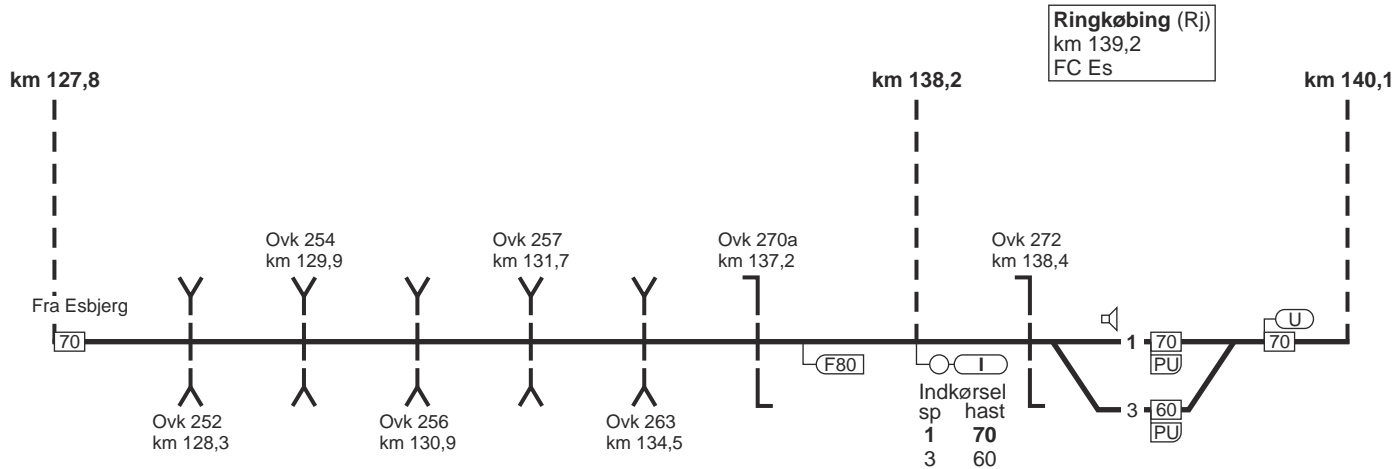 Ringkøbing (Rj)
km 139,2
FC Es
km 127,8
km 138,2
km 140,1
Ovk 254
km 129,9
Ovk 257
km 131,7
Ovk 270a
km 137,2
Ovk 272
km 138,4
Fra Esbjerg
70
F80
I
1
70
PU
70
U
3
60
PU
Ovk 252
km 128,3
Ovk 256
km 130,9
Ovk 263
km 134,5
Indkørsel
sp hast
1 70
3 60